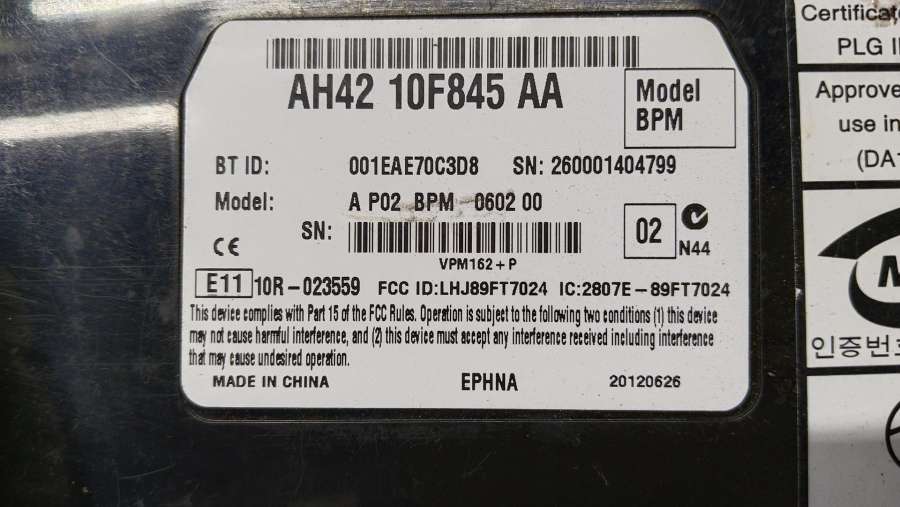 AH42 10F845 AA
Model
BPM
BT ID: 001EAE70C3D8 SN: 260001404799
Model: A P02 BPM 0602 00
SN:
VPM162+P
02
N44
CE
E11 10R-023559 FCC ID:LHJ89FT7024 IC:2807E-89FT7024
This device complies with Part 15 of the FCC Rules. Operation is subject to the following two conditions (1) this device
may not cause harmful interference, and (2) this device must accept any interference received including interference
that may cause undesired operation.
MADE IN CHINA EPHNA 20120626
PLG
Approve
use in
(DA
인증번